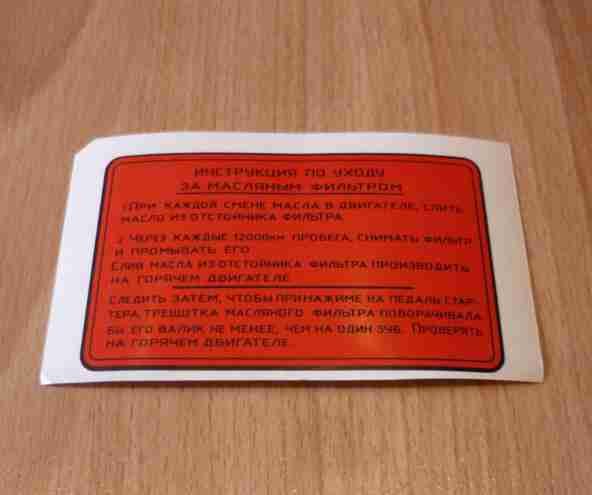 ИНСТРУКЦИЯ ПО УХОДУ
ЗА МАСЛЯНЫМ ФИЛЬТРОМ
1 ПРИ КАЖДОЙ СМЕНЕ МАСЛА В ДВИГАТЕЛЕ, СЛИТЬ
МАСЛО ИЗ ОТСТОЙНИКА ФИЛЬТРА
2 ЧЕРЕЗ КАЖДЫЕ 12000км ПРОБЕГА, СНИМАТЬ ФИЛЬТР
И ПРОМЫВАТЬ ЕГО
СЛИВ МАСЛА ИЗ ОТСТОЙНИКА ФИЛЬТРА ПРОИЗВОДИТЬ
НА ГОРЯЧЕМ ДВИГАТЕЛЕ
СЛЕДИТЬ ЗАТЕМ, ЧТОБЫ ПРИ НАЖИМЕ НА ПЕДАЛЬ СТАР-
ТЕРА, ТРЕЩЕТКА МАСЛЯНОГО ФИЛЬТРА ПОВОРАЧИВАЛА
БЫ ЕГО ВАЛИК НЕ МЕНЕЕ, ЧЕМ НА ОДИН ЗУБ. ПРОВЕРЯТЬ
НА ГОРЯЧЕМ ДВИГАТЕЛЕ.